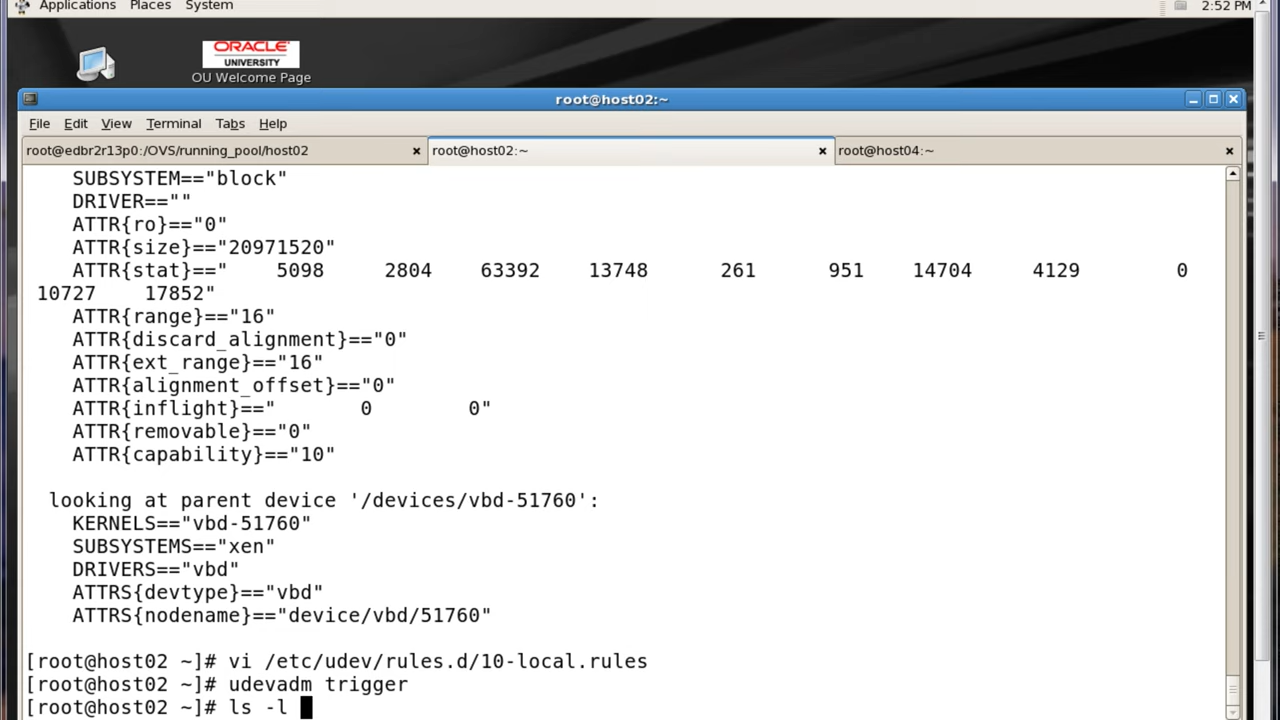 Applications Places System 2:52 PM
ORACLE
UNIVERSITY
OU Welcome Page
root@host02:~
File Edit View Terminal Tabs Help
root@edbr2r13p0:/OVS/running_pool/host02 root@host02:~ root@host04:~
SUBSYSTEM=="block"
DRIVER==""
ATTR{ro}=="0"
ATTR{size}=="20971520"
ATTR{stat}==" 5098 2804 63392 13748 261 951 14704 4129 0
10727 17852"
ATTR{range}=="16"
ATTR{discard_alignment}=="0"
ATTR{ext_range}=="16"
ATTR{alignment_offset}=="0"
ATTR{inflight}==" 0 0"
ATTR{removable}=="0"
ATTR{capability}=="10"
looking at parent device '/devices/vbd-51760':
KERNELS=="vbd-51760"
SUBSYSTEMS=="xen"
DRIVERS=="vbd"
ATTRS{devtype}=="vbd"
ATTRS{nodename}=="device/vbd/51760"
[root@host02 ~]# vi /etc/udev/rules.d/10-local.rules
[root@host02 ~]# udevadm trigger
[root@host02 ~]# ls -l